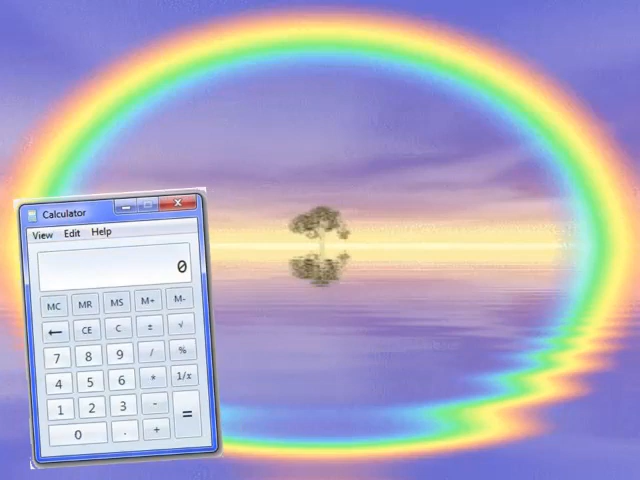 Calculator
View Edit Help
0
MC MR MS M+ M-
← CE C ± √
7 8 9 / %
4 5 6 * 1/x
1 2 3 - =
0 . +